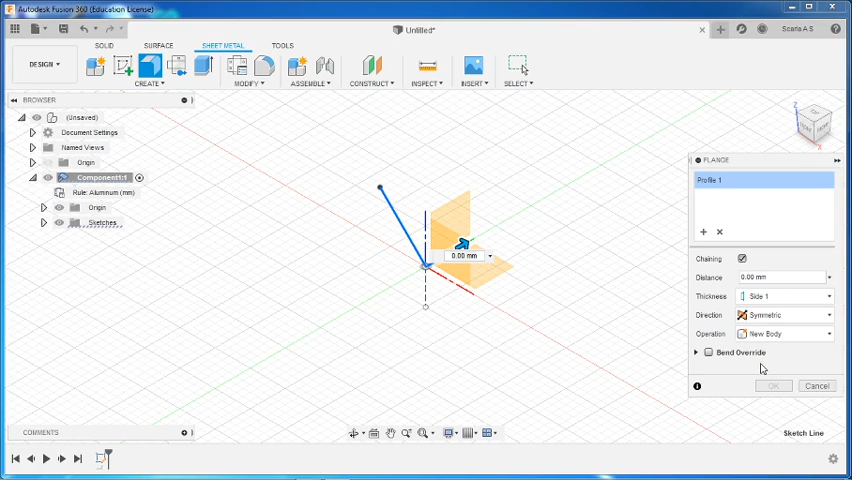 Autodesk Fusion 360 (Education License)
Untitled*
Scaria A S
SOLID
SURFACE
SHEET METAL
TOOLS
DESIGN
CREATE
MODIFY
ASSEMBLE
CONSTRUCT
INSPECT
INSERT
SELECT
BROWSER
(Unsaved)
Document Settings
Named Views
Origin
Component1:1
Rule: Aluminum (mm)
Origin
Sketches
Z
X
0.00 mm
FLANGE
Profile 1
Chaining
Distance
0.00 mm
Thickness
Side 1
Direction
Symmetric
Operation
New Body
Bend Override
OK
Cancel
COMMENTS
Sketch Line